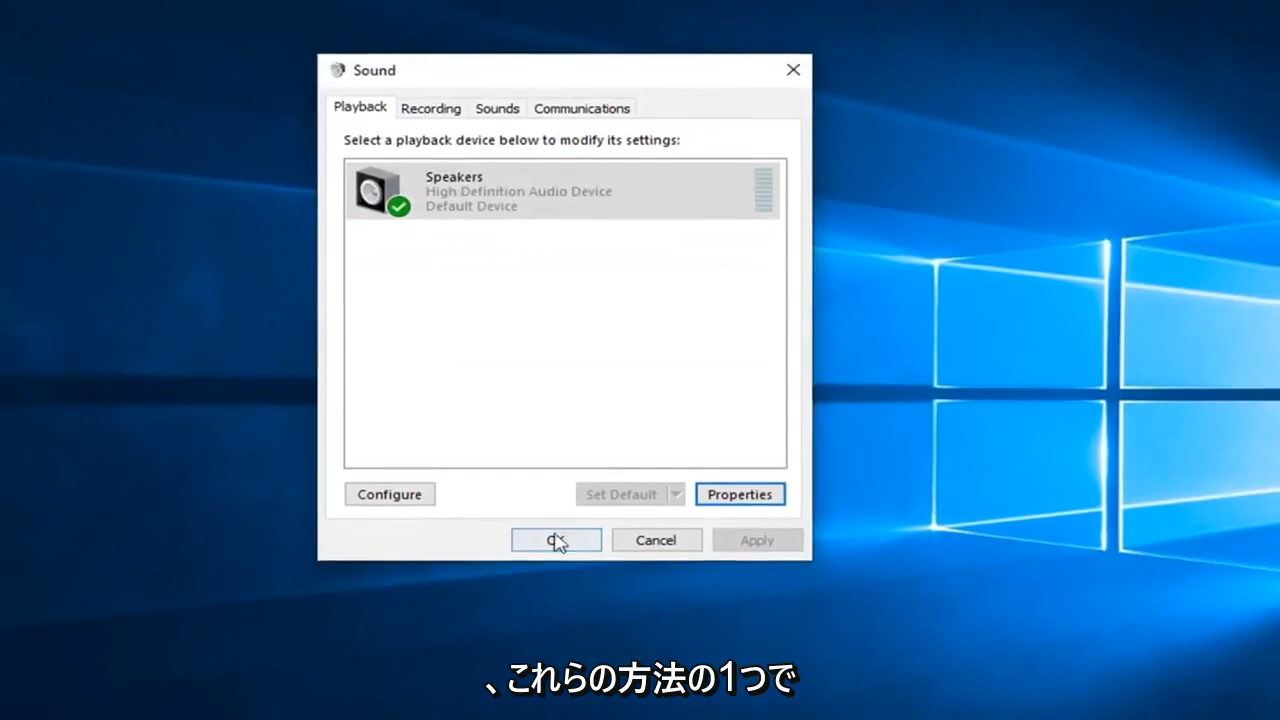 Sound
Playback
Recording
Sounds
Communications
Select a playback device below to modify its settings:
Speakers
High Definition Audio Device
Default Device
Configure
Set Default
Properties
Cancel
Apply
、これらの方法の1つで